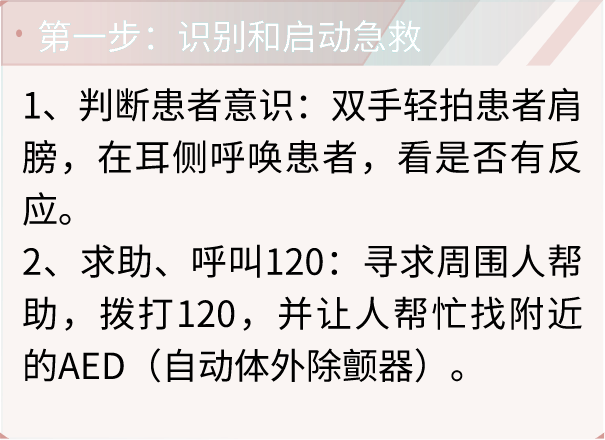 第一步：识别和启动急救
1、判断患者意识：双手轻拍患者肩
膀，在耳侧呼唤患者，看是否有反
应。
2、求助、呼叫120：寻求周围人帮
助，拨打120，并让人帮忙找附近
的AED（自动体外除颤器）。